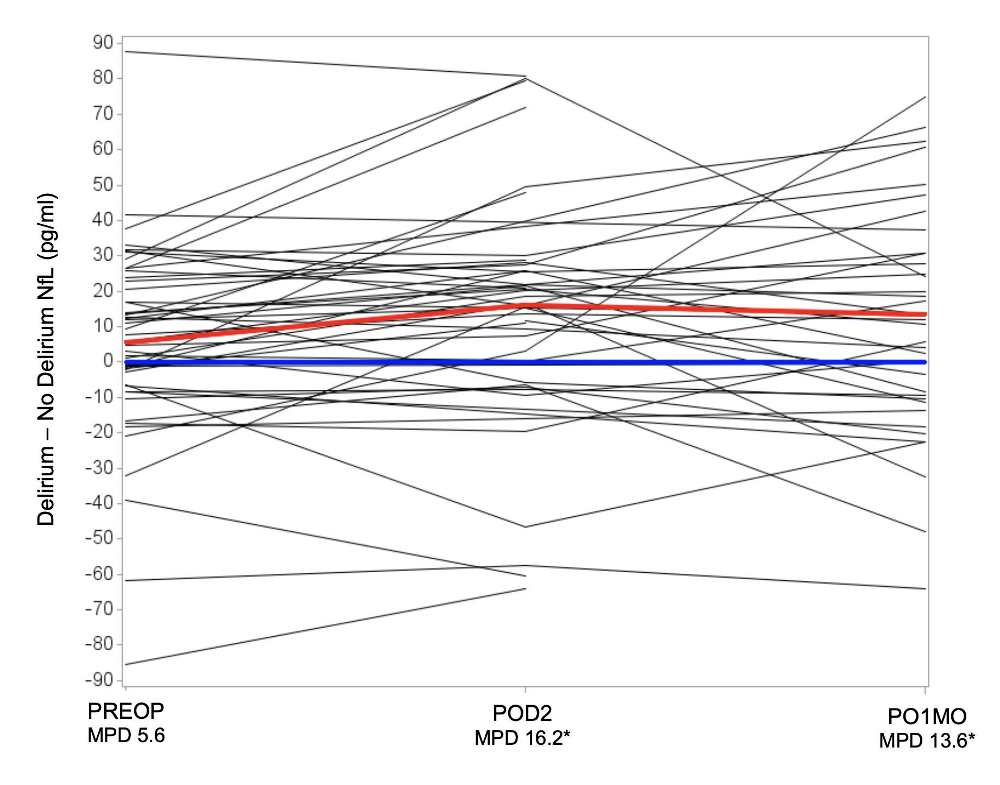 90
80
70
60
50
40
30
20
10
0
-10
-20
-30
-40
-50
-60
-70
-80
-90
Delirium – No Delirium NfL (pg/ml)
PREOP
MPD 5.6
POD2
MPD 16.2*
PO1MO
MPD 13.6*